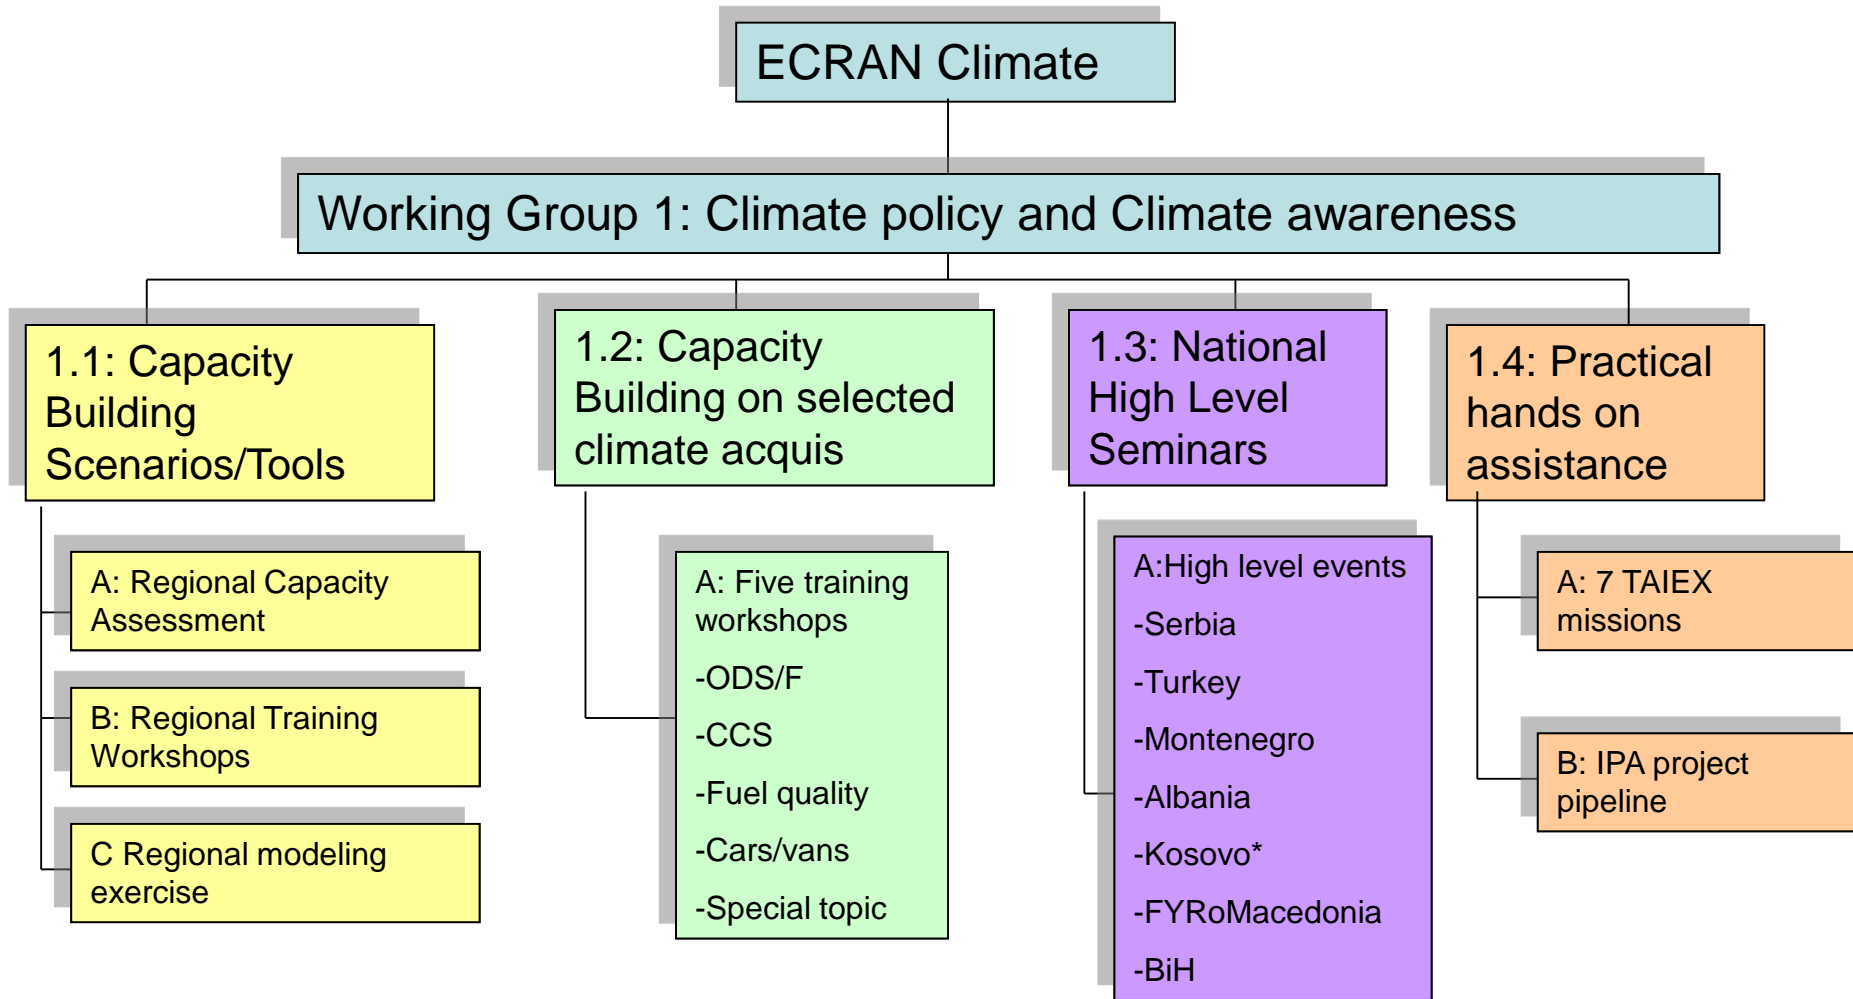 ECRAN Climate
Working Group 1: Climate policy and Climate awareness
1.1: Capacity
Building
Scenarios/Tools
A: Regional Capacity
Assessment
B: Regional Training
Workshops
C Regional modeling
exercise
1.2: Capacity
Building on selected
climate acquis
A: Five training
workshops
-ODS/F
-CCS
-Fuel quality
-Cars/vans
-Special topic
1.3: National
High Level
Seminars
A:High level events
-Serbia
-Turkey
-Montenegro
-Albania
-Kosovo*
-FYRoMacedonia
-BiH
1.4: Practical
hands on
assistance
A: 7 TAIEX
missions
B: IPA project
pipeline